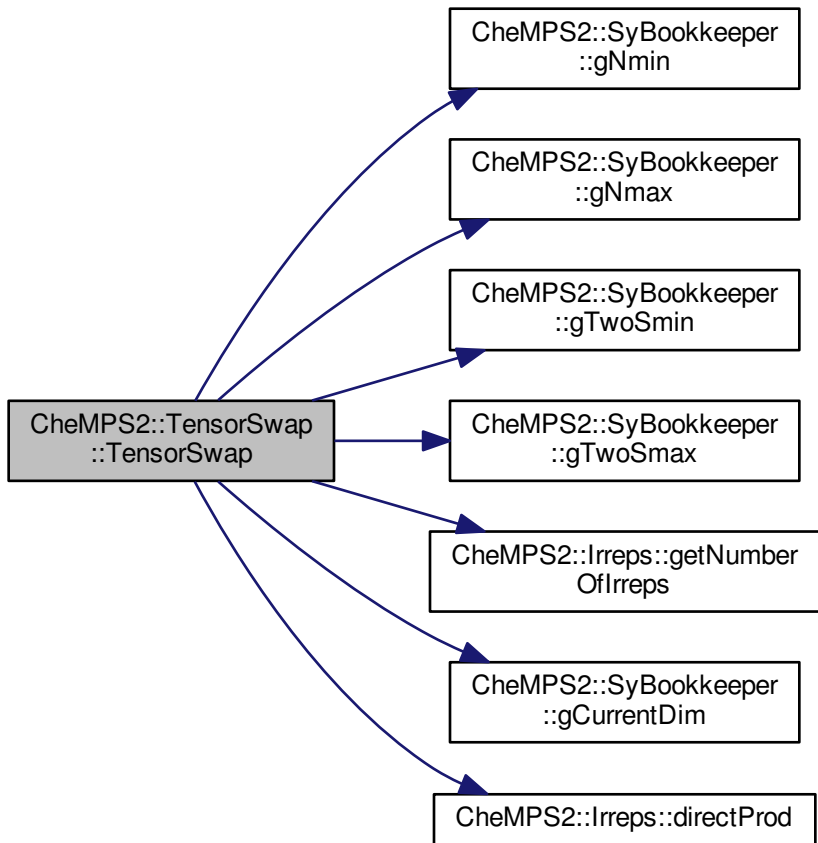 CheMPS2::SyBookkeeper
::gNmin
CheMPS2::SyBookkeeper
::gNmax
CheMPS2::SyBookkeeper
::gTwoSmin
CheMPS2::TensorSwap
::TensorSwap
CheMPS2::SyBookkeeper
::gTwoSmax
CheMPS2::Irreps::getNumber
OfIrreps
CheMPS2::SyBookkeeper
::gCurrentDim
CheMPS2::Irreps::directProd